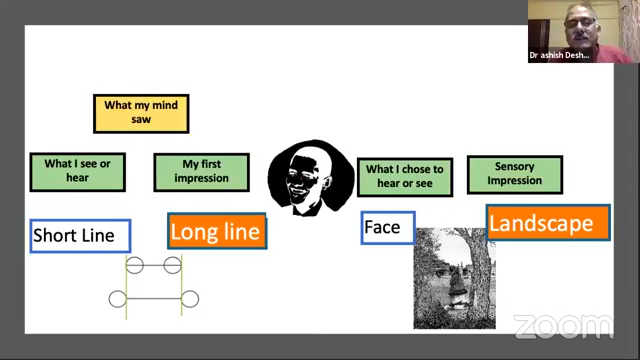 Dr ashish Desh...
What my mind
saw
What I see or
hear
My first
impression
What I chose to
hear or see
Sensory
Impression
Short Line
Long line
Face
Landscape
zoom